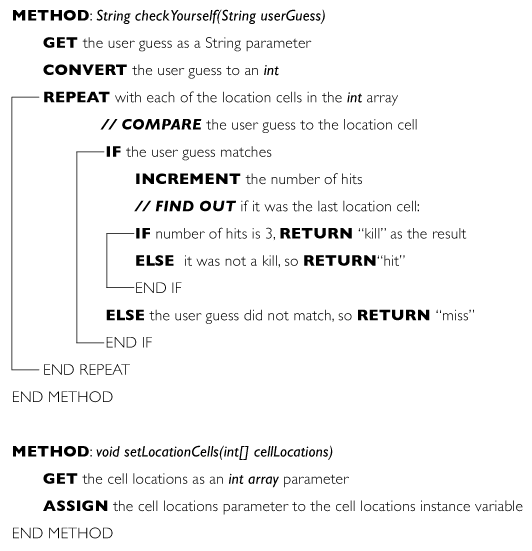 METHOD: String checkYourself(String userGuess)
GET the user guess as a String parameter
CONVERT the user guess to an int
REPEAT with each of the location cells in the int array
// COMPARE the user guess to the location cell
IF the user guess matches
INCREMENT the number of hits
// FIND OUT if it was the last location cell:
IF number of hits is 3, RETURN “kill” as the result
ELSE it was not a kill, so RETURN“hit”
END IF
ELSE the user guess did not match, so RETURN “miss”
END IF
END REPEAT
END METHOD
METHOD: void setLocationCells(int[] cellLocations)
GET the cell locations as an int array parameter
ASSIGN the cell locations parameter to the cell locations instance variable
END METHOD